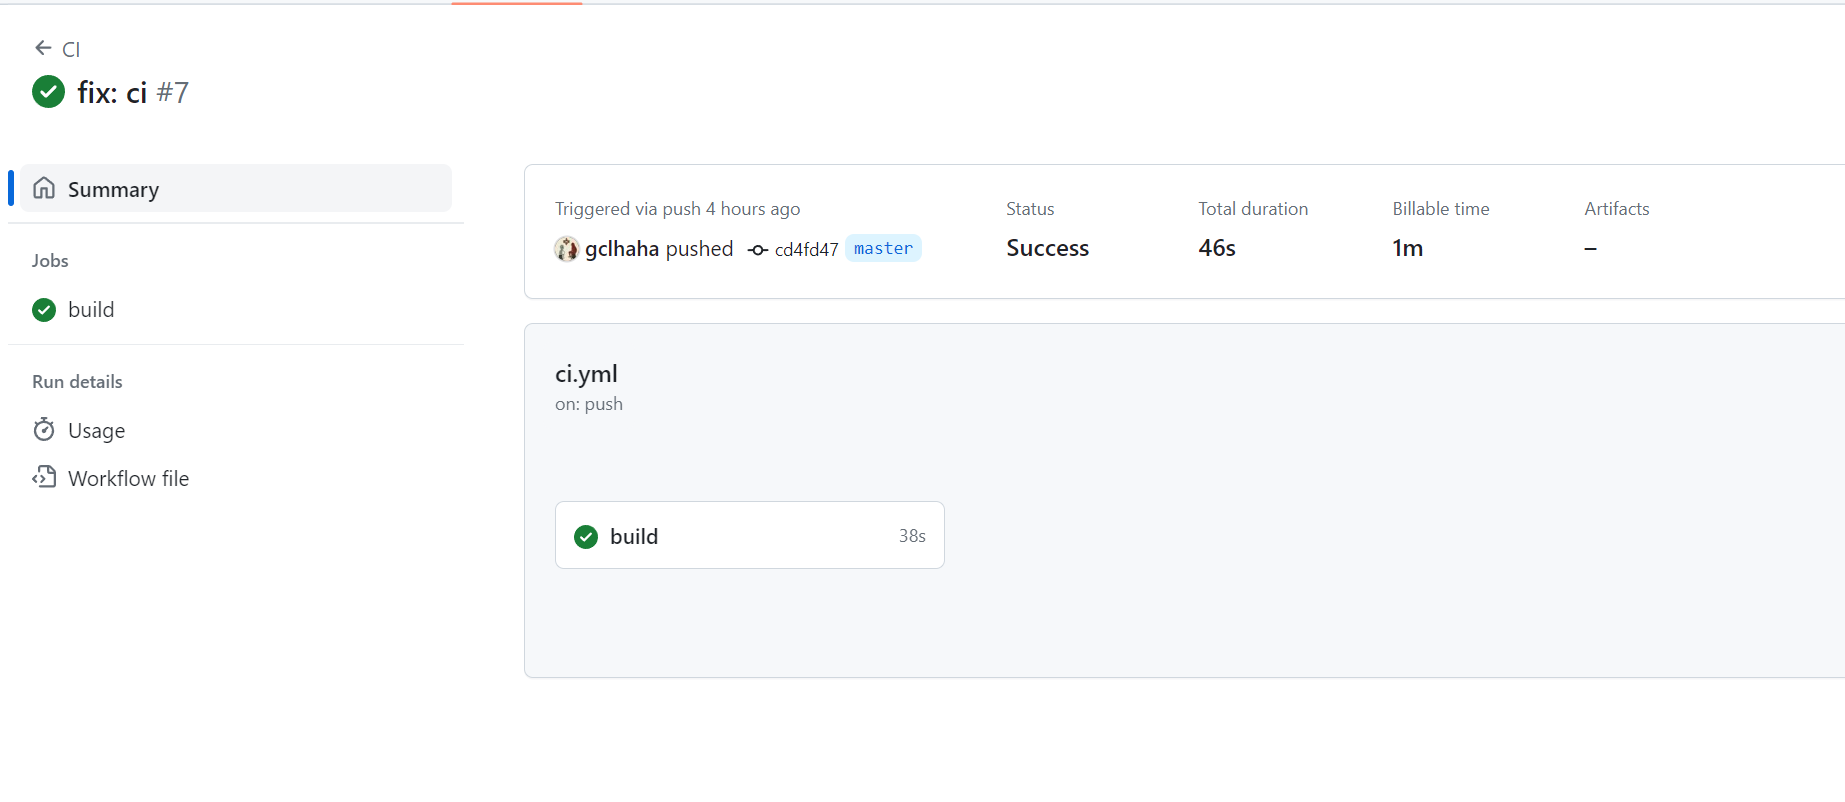 CI
fix: ci #7
Summary
Jobs
build
Run details
Usage
Workflow file
Triggered via push 4 hours ago
gclhaha pushed cd4fd47 master
Status
Success
Total duration
46s
Billable time
1m
Artifacts
–
ci.yml
on: push
build 38s